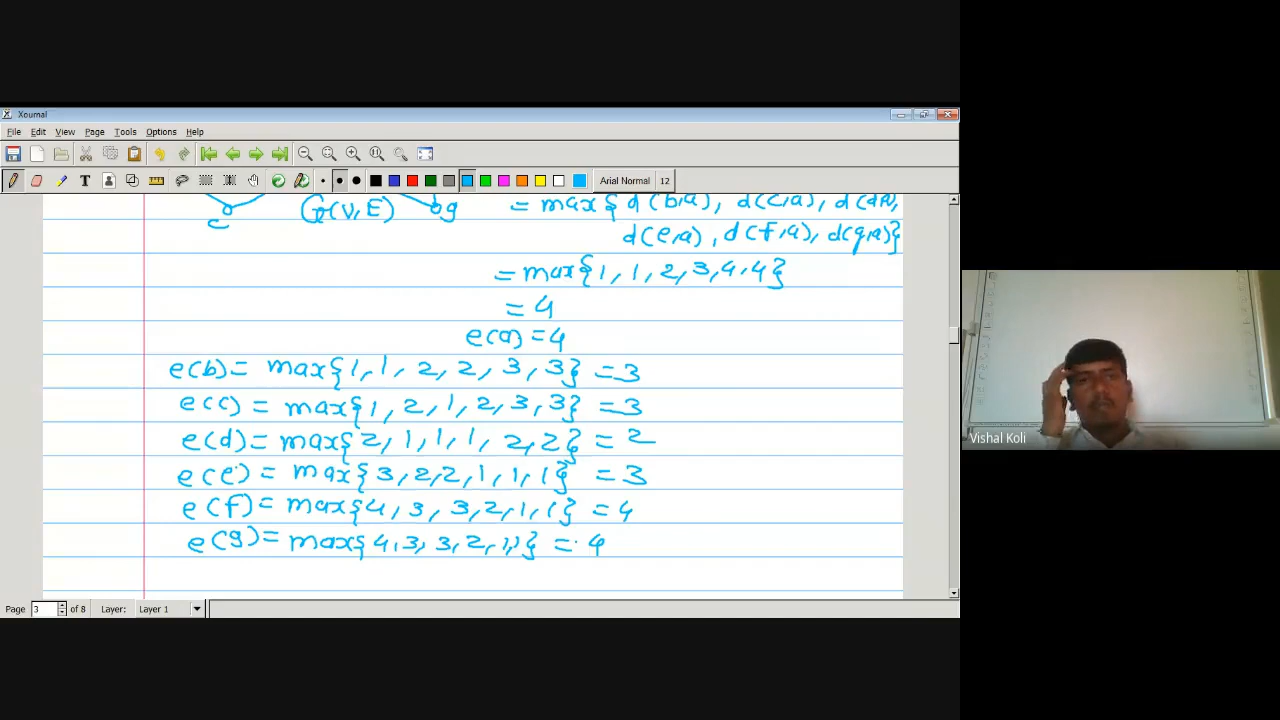 Xournal
File Edit View Page Tools Options Help
Arial Normal 12
c G(V,E) g = max{d(b,a), d(c,a), d(d,a),
d(e,a), d(f,a), d(g,a)}
= max{1, 1, 2, 3, 4, 4}
= 4
e(a) = 4
e(b) = max{1, 1, 2, 2, 3, 3} = 3
e(c) = max{1, 2, 1, 2, 3, 3} = 3
e(d) = max{2, 1, 1, 1, 2, 2} = 2
e(e) = max{3, 2, 2, 1, 1, 1} = 3
e(f) = max{4, 3, 3, 2, 1, 1} = 4
e(g) = max{4, 3, 3, 2, 1, 1} = 4
Page 3 of 8 Layer: Layer 1
Vishal Koli